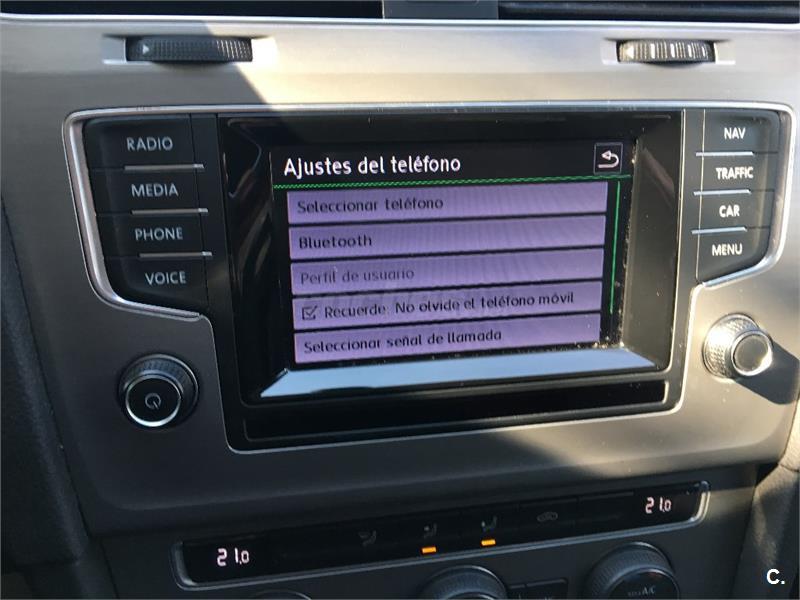 RADIO
MEDIA
PHONE
VOICE
Ajustes del teléfono
Seleccionar teléfono
Bluetooth
Perfil de usuario
Recuerde: No olvide el teléfono móvil
Seleccionar señal de llamada
NAV
TRAFFIC
CAR
MENU
21.0
21.0
A/C
C.